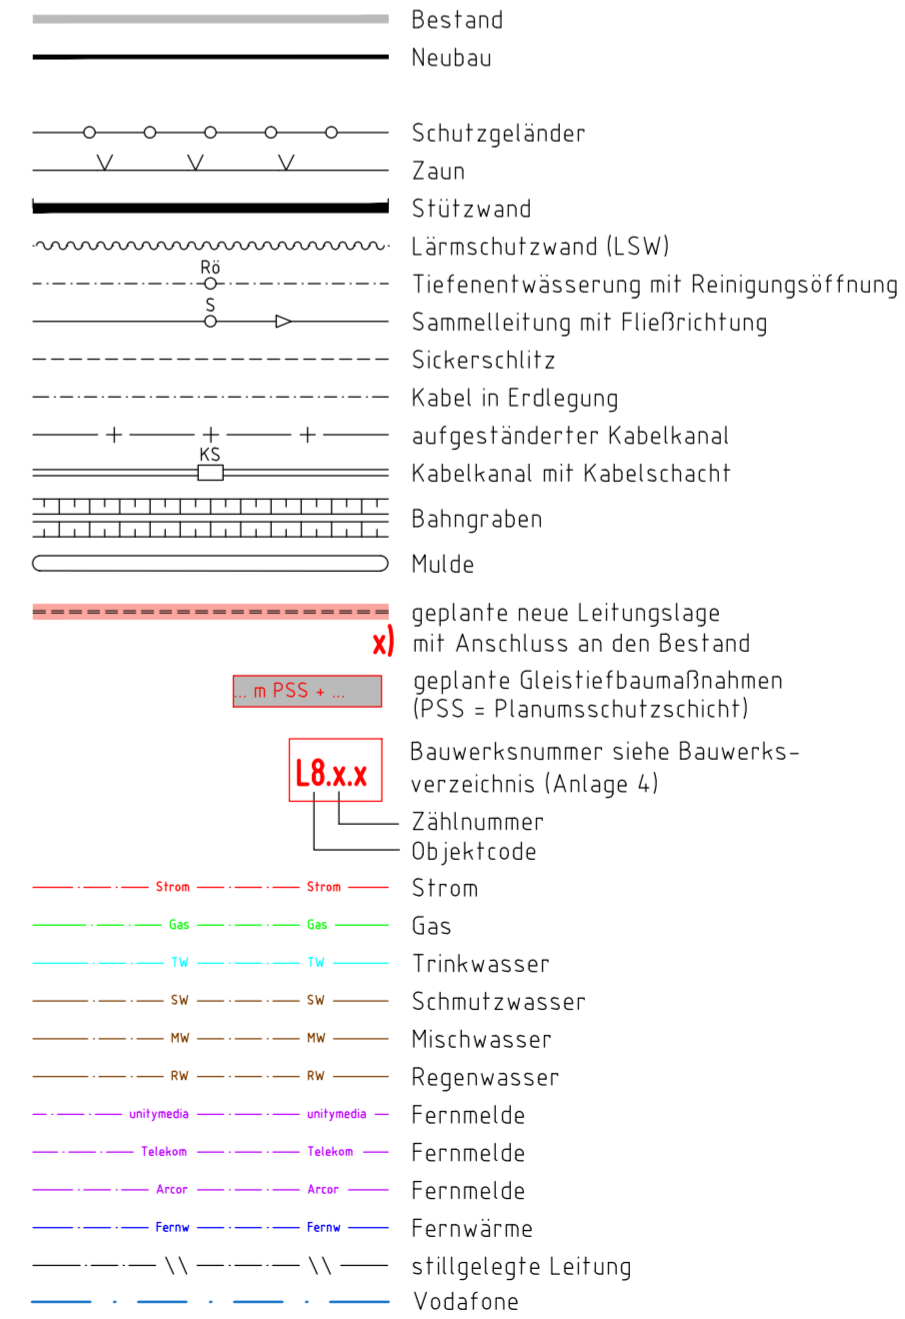 Bestand
Neubau
Schutzgeländer
Zaun
Stützwand
Lärmschutzwand (LSW)
Rö
Tiefenentwässerung mit Reinigungsöffnung
S
Sammelleitung mit Fließrichtung
Sickerschlitz
Kabel in Erdlegung
aufgeständerter Kabelkanal
KS
Kabelkanal mit Kabelschacht
Bahngraben
Mulde
geplante neue Leitungslage
x) mit Anschluss an den Bestand
... m PSS + ...
geplante Gleistiefbaumaßnahmen
(PSS = Planumsschutzschicht)
L8.x.x
Bauwerksnummer siehe Bauwerks-
verzeichnis (Anlage 4)
Zählnummer
Objektcode
Strom Strom Strom
Gas Gas Gas
TW TW Trinkwasser
SW SW Schmutzwasser
MW MW Mischwasser
RW RW Regenwasser
unitymedia unitymedia Fernmelde
Telekom Telekom Fernmelde
Arcor Arcor Fernmelde
Fernw Fernw Fernwärme
stillgelegte Leitung
Vodafone